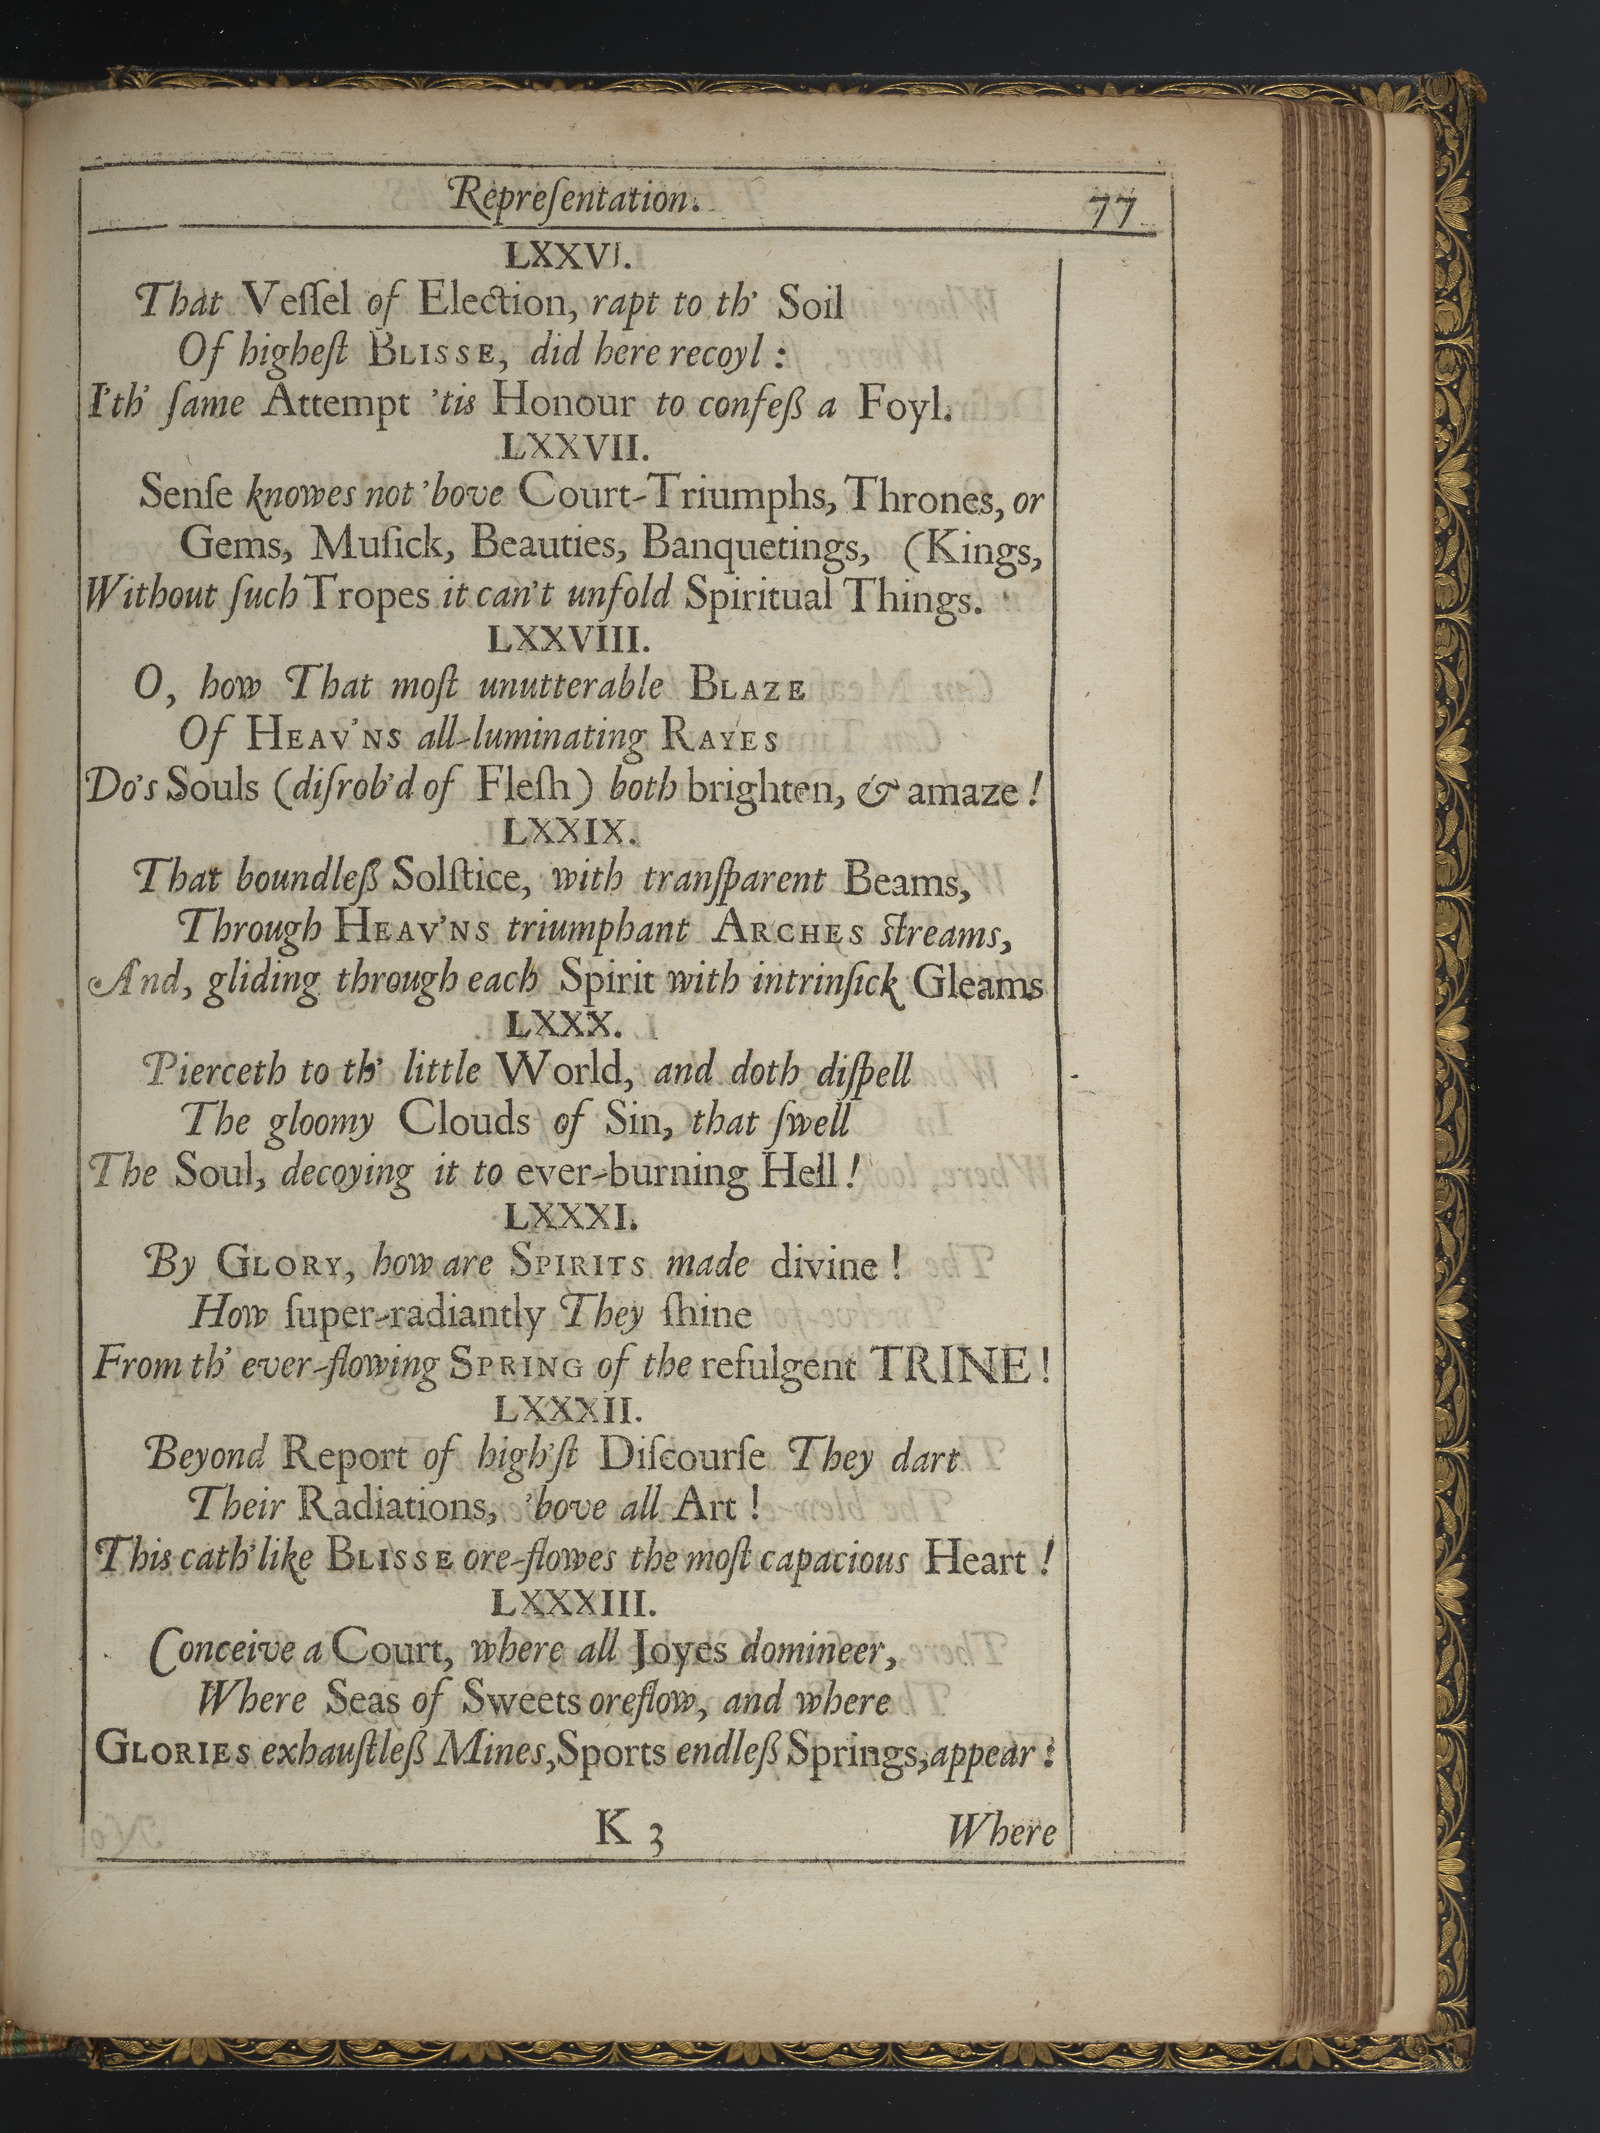 Repreſentation. 77
LXXVI.
That Veſſel of Election, rapt to th' Soil
Of higheſt BLISSE, did here recoyl :
I'th' ſame Attempt 'tis Honour to confeß a Foyl.
LXXVII.
Senſe knowes not 'bove Court-Triumphs, Thrones, or
Gems, Muſick, Beauties, Banquetings, (Kings,
Without ſuch Tropes it can't unfold Spiritual Things.
LXXVIII.
O, how That moſt unutterable BLAZE
Of HEAV'NS all-luminating RAYES
Do's Souls (diſrob'd of Fleſh) both brighten, & amaze !
LXXIX.
That boundleß Solſtice, with tranſparent Beams,
Through HEAV'NS triumphant ARCHES ſtreams,
And, gliding through each Spirit with intrinſick Gleams
LXXX.
Pierceth to th' little World, and doth diſpell
The gloomy Clouds of Sin, that ſwell
The Soul, decoying it to ever-burning Hell !
LXXXI.
By GLORY, how are SPIRITS made divine !
How ſuper-radiantly They ſhine
From th' ever-flowing SPRING of the refulgent TRINE !
LXXXII.
Beyond Report of high'ſt Diſcourſe They dart
Their Radiations, 'bove all Art !
This cath'like BLISSE ore-flowes the moſt capacious Heart !
LXXXIII.
Conceive a Court, where all Joyes domineer,
Where Seas of Sweets oreflow, and where
GLORIES exhauſtleß Mines, Sports endleß Springs, appear :
K 3 Where